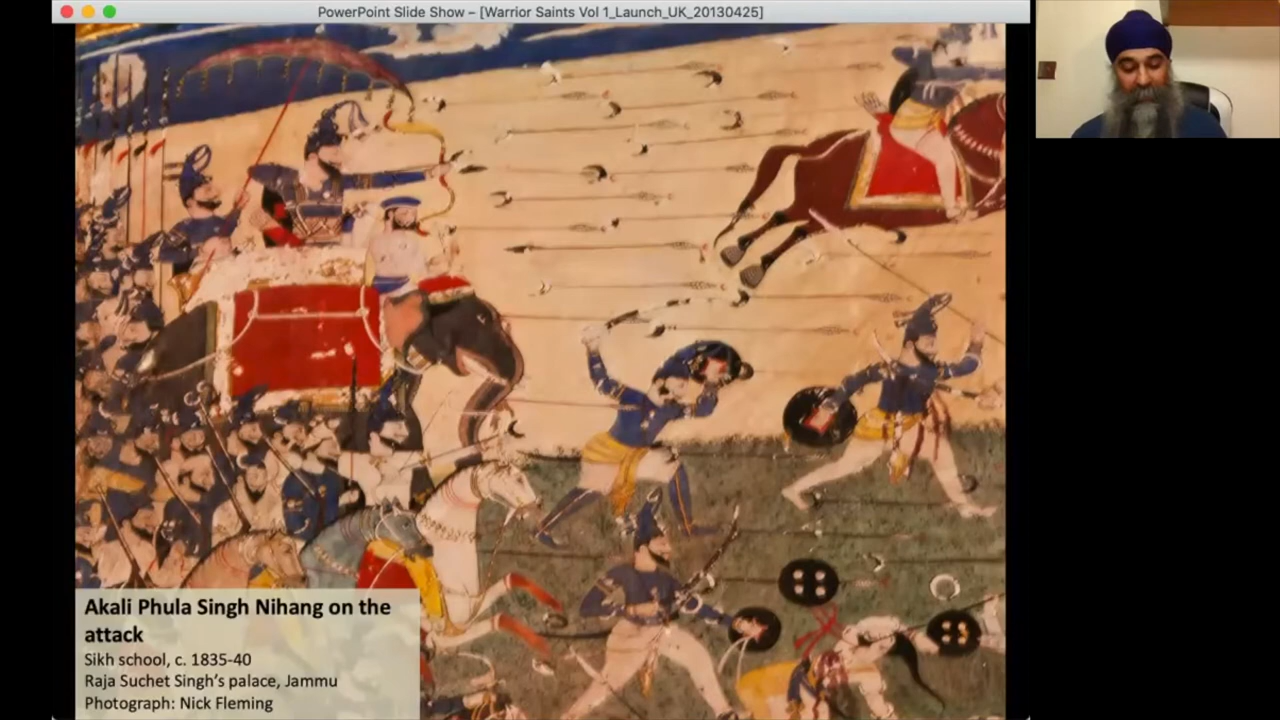 PowerPoint Slide Show – [Warrior Saints Vol 1_Launch_UK_20130425]
Akali Phula Singh Nihang on the
attack
Sikh school, c. 1835-40
Raja Suchet Singh's palace, Jammu
Photograph: Nick Fleming